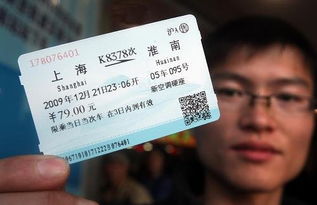 178076401 沪A售
上海 K8378次 淮南
Shanghai Huainan
2009年12月21日23:06开 05车095号
¥79.00元 新空调硬座
限乘当日当次车 在3日内到有效